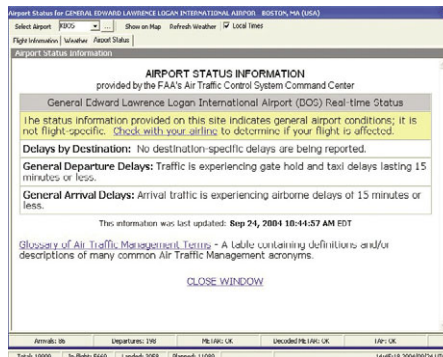 Airport Status for GENERAL EDWARD LAWRENCE LOGAN INTERNATIONAL AIRPOR BOSTON, MA (USA)
Select Airport KBOS ... Show on Map Refresh Weather Local Times
Flight Information Weather Airport Status
Airport Status Information
AIRPORT STATUS INFORMATION
provided by the FAA's Air Traffic Control System Command Center
General Edward Lawrence Logan International Airport (BOS) Real-time Status
The status information provided on this site indicates general airport conditions; it is
not flight-specific. Check with your airline to determine if your flight is affected.
Delays by Destination: No destination-specific delays are being reported.
General Departure Delays: Traffic is experiencing gate hold and taxi delays lasting 15
minutes or less.
General Arrival Delays: Arrival traffic is experiencing airborne delays of 15 minutes or
less.
This information was last updated: Sep 24, 2004 10:44:57 AM EDT
Glossary of Air Traffic Management Terms - A table containing definitions and/or
descriptions of many common Air Traffic Management acronyms.
CLOSE WINDOW
Arrivals: 86 Departures: 198 METAR: OK Decoded METAR: OK TAF: OK